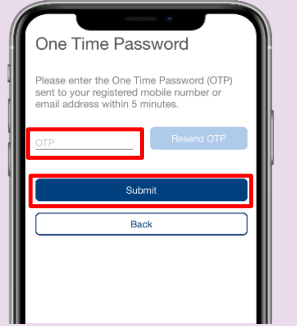 One Time Password
Please enter the One Time Password (OTP)
sent to your registered mobile number or
email address within 5 minutes.
OTP
Resend OTP
Submit
Back